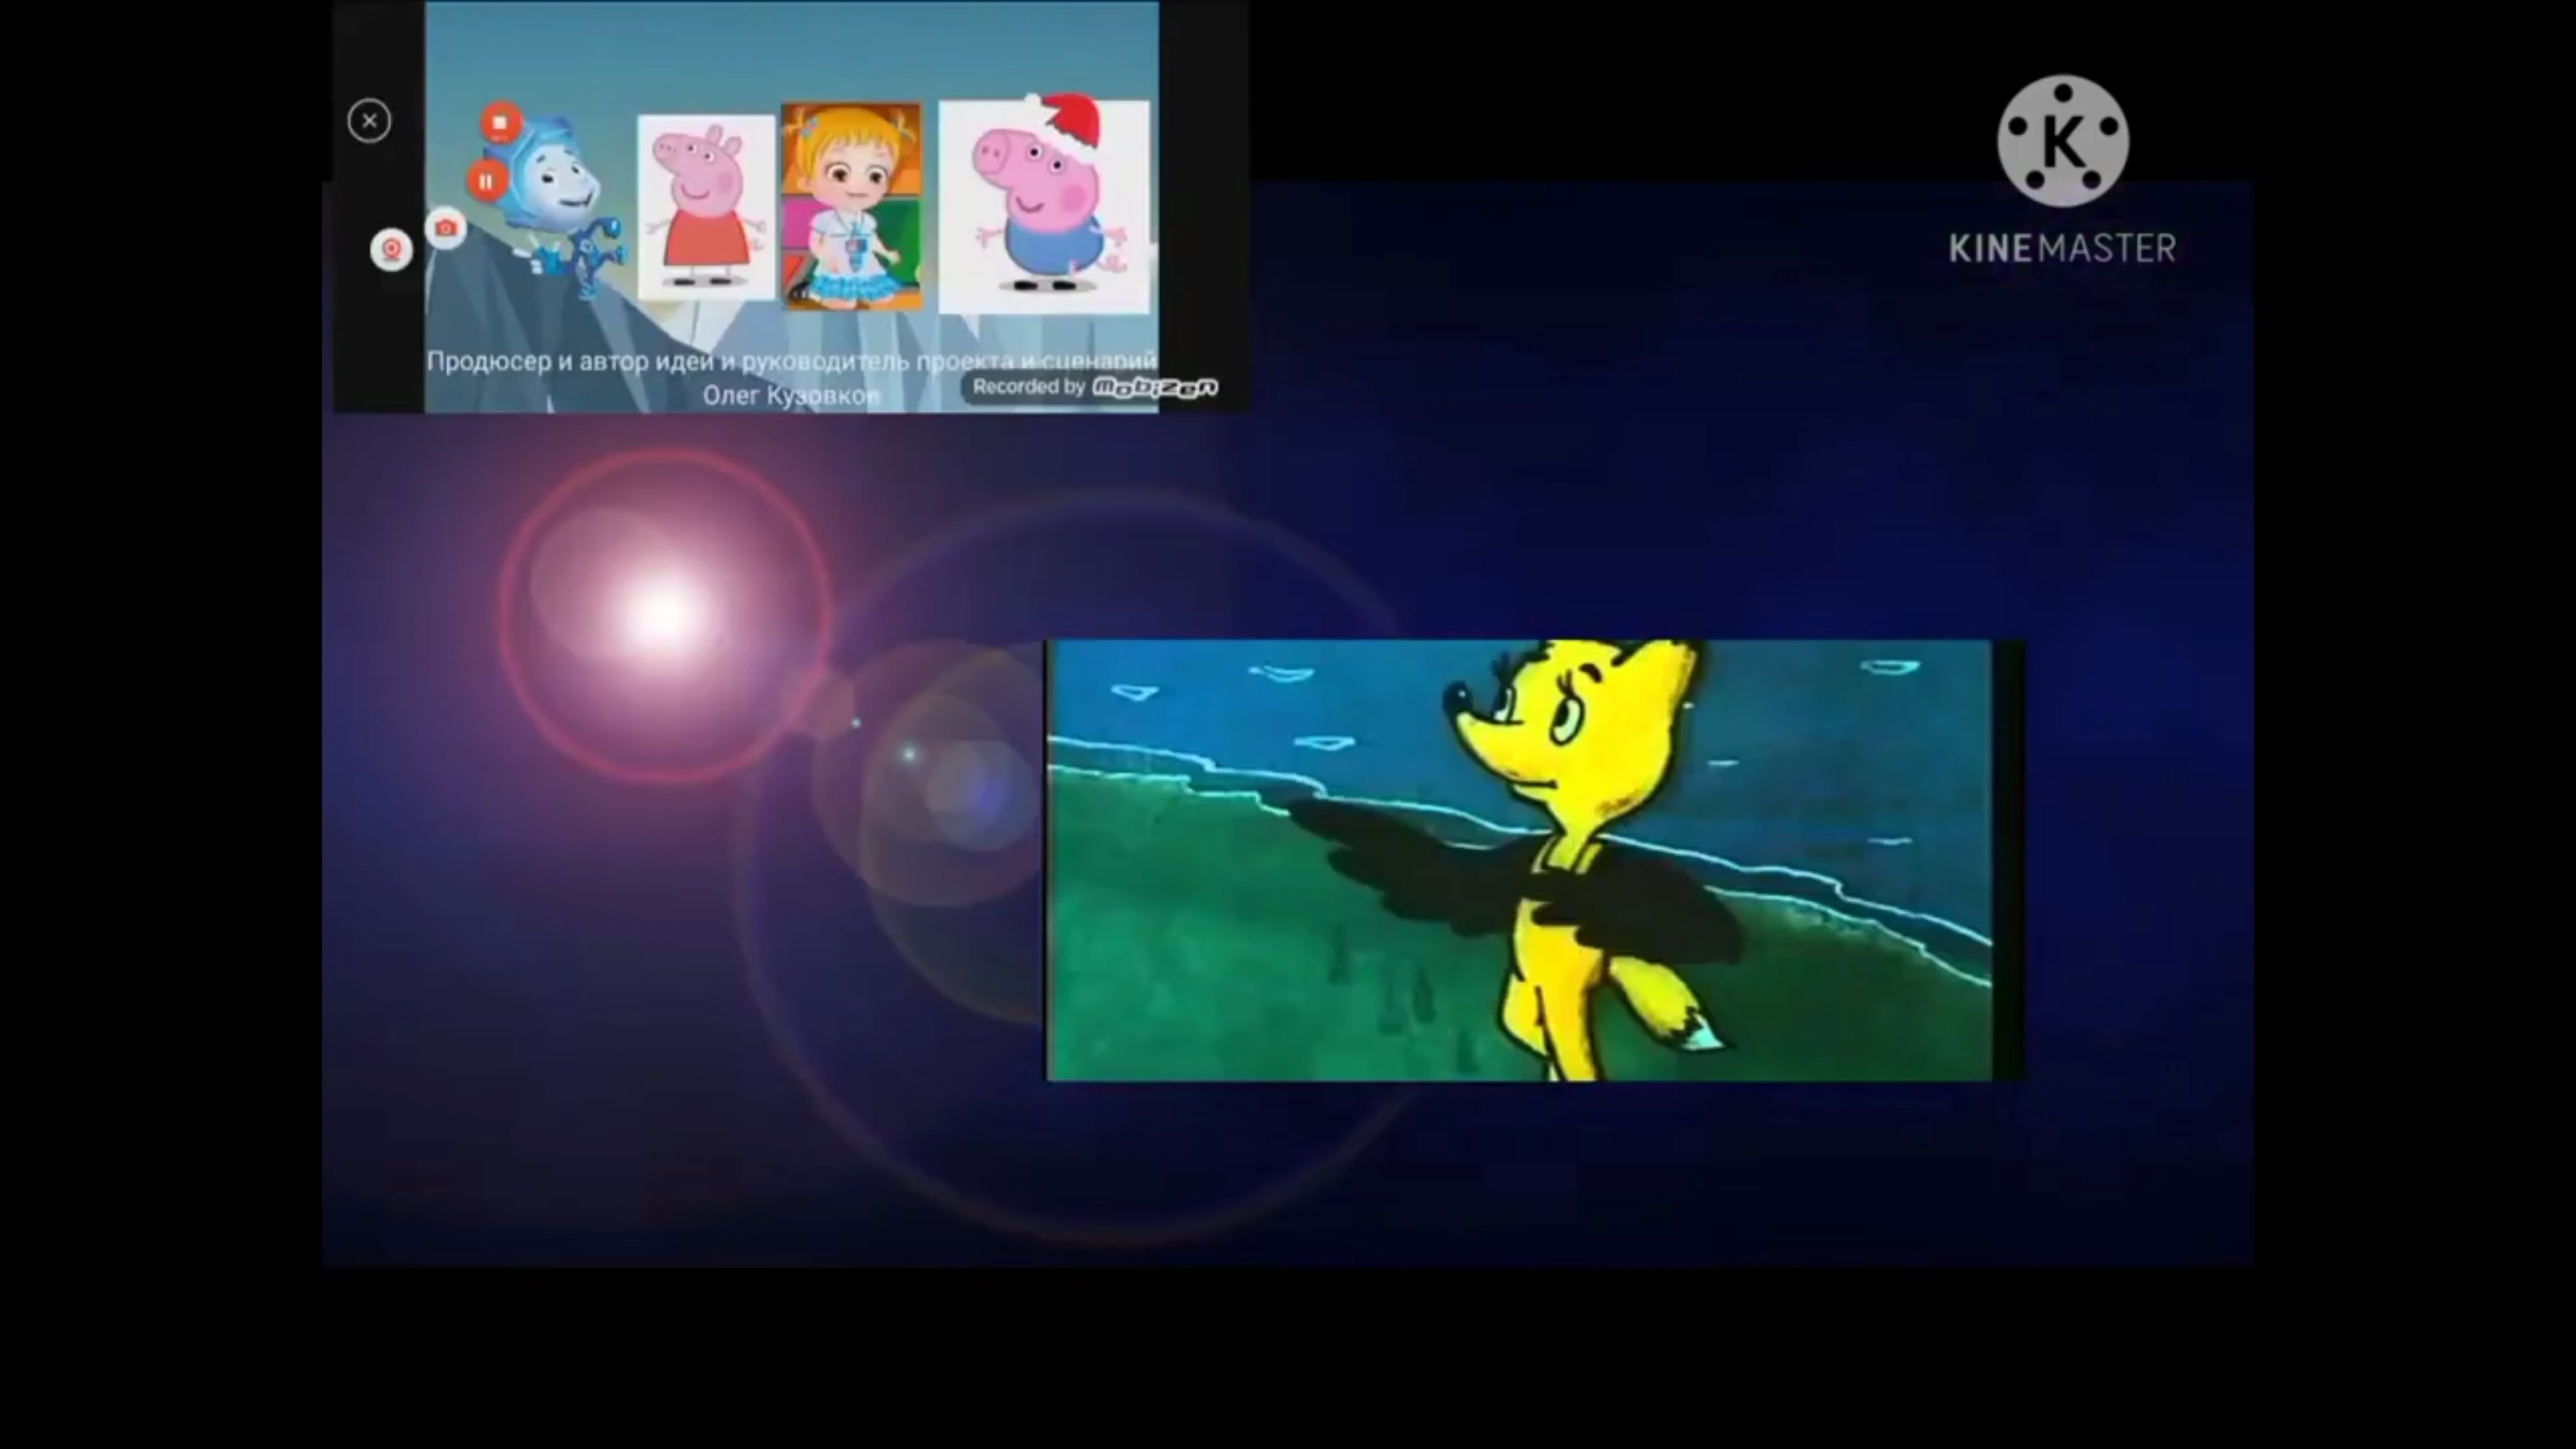 Продюсер и автор идеи и руководитель проекта и сценарий
Олег Кузовков
Recorded by mobizen
K
KINEMASTER